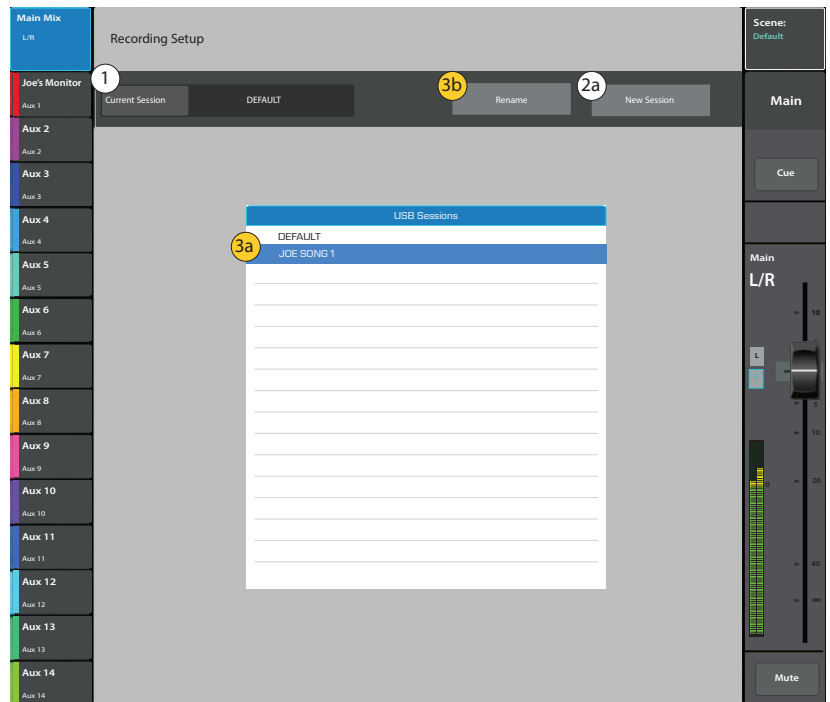 Main Mix
L/R
Joe's Monitor
Aux 1
Aux 2
Aux 2
Aux 3
Aux 3
Aux 4
Aux 4
Aux 5
Aux 5
Aux 6
Aux 6
Aux 7
Aux 7
Aux 8
Aux 8
Aux 9
Aux 9
Aux 10
Aux 10
Aux 11
Aux 11
Aux 12
Aux 12
Aux 13
Aux 13
Aux 14
Aux 14
Recording Setup
1
Current Session
DEFAULT
3b
Rename
2a
New Session
USB Sessions
DEFAULT
3a
JOE SONG 1
Scene:
Default
Main
Cue
Main
L/R
10
L
5
10
0
20
40
∞
Mute